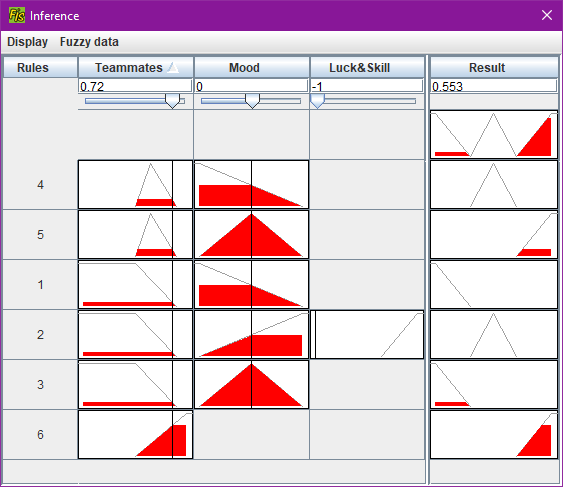 Fis Inference
Display Fuzzy data
Rules Teammates Mood Luck&Skill Result
0.72 0 -1 0.553
4
5
1
2
3
6